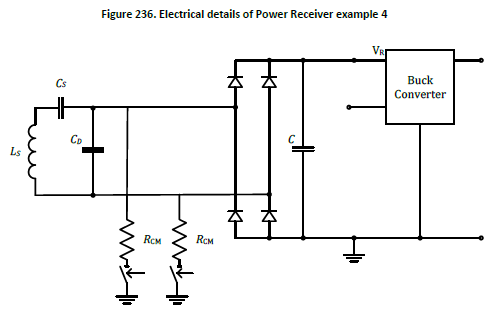 Figure 236. Electrical details of Power Receiver example 4
VR
Buck
Converter
CS
CD
C
LS
RCM
RCM